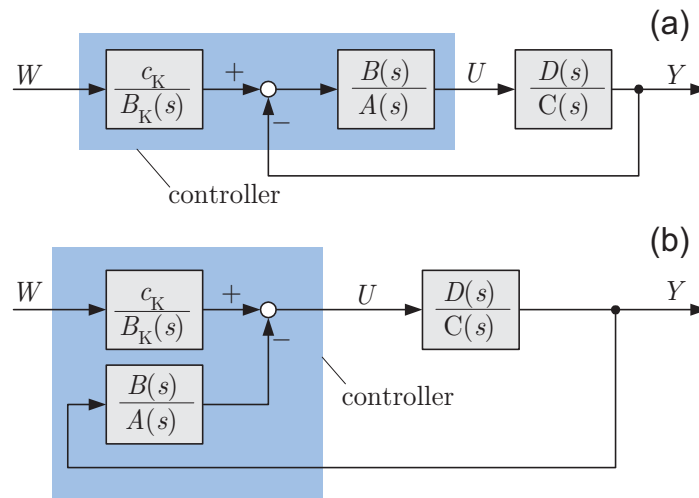 (a)
W
c_K
B_K(s)
+
−
B(s)
A(s)
U
D(s)
C(s)
Y
controller
(b)
W
c_K
B_K(s)
+
−
U
D(s)
C(s)
Y
B(s)
A(s)
controller